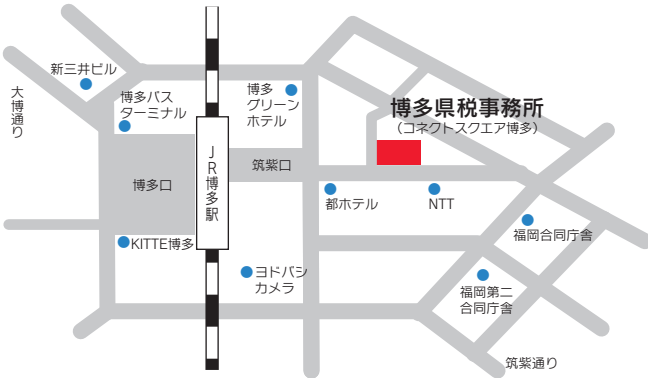 新三井ビル
大博通り
博多バス
ターミナル
博多
グリーン
ホテル
博多県税事務所
（コネクトスクエア博多）
JR博多駅
博多口
筑紫口
都ホテル
NTT
KITTE博多
ヨドバシ
カメラ
福岡合同庁舎
福岡第二
合同庁舎
筑紫通り